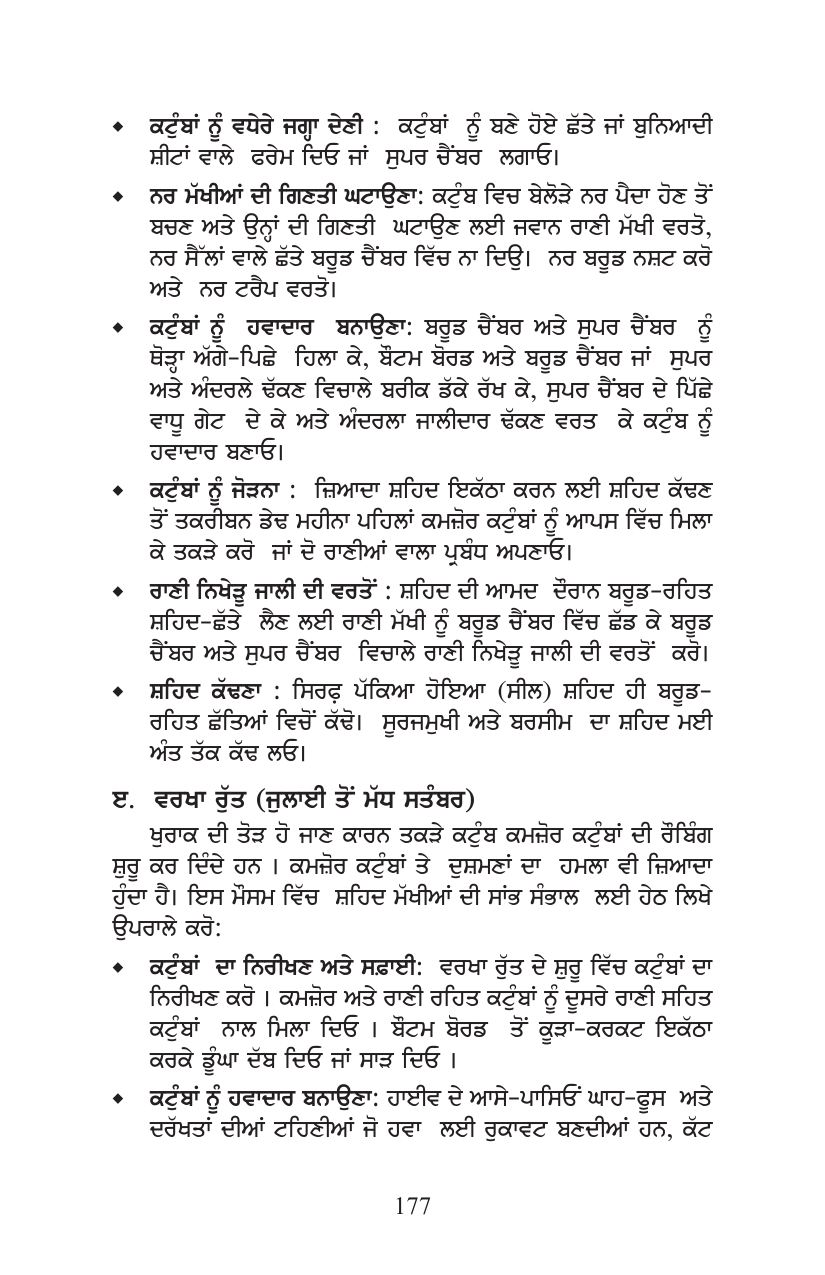 ◆ ਕਟੁੰਬਾਂ ਨੂੰ ਵਧੇਰੇ ਜਗ੍ਹਾ ਦੇਣੀ : ਕਟੁੰਬਾਂ ਨੂੰ ਬਣੇ ਹੋਏ ਛੱਤੇ ਜਾਂ ਬੁਨਿਆਦੀ
ਸ਼ੀਟਾਂ ਵਾਲੇ ਫਰੇਮ ਦਿਓ ਜਾਂ ਸੁਪਰ ਚੈਂਬਰ ਲਗਾਓ।
◆ ਨਰ ਮੱਖੀਆਂ ਦੀ ਗਿਣਤੀ ਘਟਾਉਣਾ: ਕਟੁੰਬ ਵਿਚ ਬੇਲੋੜੇ ਨਰ ਪੈਦਾ ਹੋਣ ਤੋਂ
ਬਚਣ ਅਤੇ ਉਨ੍ਹਾਂ ਦੀ ਗਿਣਤੀ ਘਟਾਉਣ ਲਈ ਜਵਾਨ ਰਾਣੀ ਮੱਖੀ ਵਰਤੋ,
ਨਰ ਸੈੱਲਾਂ ਵਾਲੇ ਛੱਤੇ ਬਰੂਡ ਚੈਂਬਰ ਵਿੱਚ ਨਾ ਦਿਉ। ਨਰ ਬਰੂਡ ਨਸ਼ਟ ਕਰੋ
ਅਤੇ ਨਰ ਟਰੈਪ ਵਰਤੋ।
◆ ਕਟੁੰਬਾਂ ਨੂੰ ਹਵਾਦਾਰ ਬਨਾਉਣਾ: ਬਰੂਡ ਚੈਂਬਰ ਅਤੇ ਸੁਪਰ ਚੈਂਬਰ ਨੂੰ
ਥੋੜ੍ਹਾ ਅੱਗੇ-ਪਿਛੇ ਹਿਲਾ ਕੇ, ਬੌਟਮ ਬੋਰਡ ਅਤੇ ਬਰੂਡ ਚੈਂਬਰ ਜਾਂ ਸੁਪਰ
ਅਤੇ ਅੰਦਰਲੇ ਢੱਕਣ ਵਿਚਾਲੇ ਬਰੀਕ ਡੱਕੇ ਰੱਖ ਕੇ, ਸੁਪਰ ਚੈਂਬਰ ਦੇ ਪਿੱਛੇ
ਵਾਧੂ ਗੇਟ ਦੇ ਕੇ ਅਤੇ ਅੰਦਰਲਾ ਜਾਲੀਦਾਰ ਢੱਕਣ ਵਰਤ ਕੇ ਕਟੁੰਬ ਨੂੰ
ਹਵਾਦਾਰ ਬਣਾਓ।
◆ ਕਟੁੰਬਾਂ ਨੂੰ ਜੋੜਨਾ : ਜ਼ਿਆਦਾ ਸ਼ਹਿਦ ਇਕੱਠਾ ਕਰਨ ਲਈ ਸ਼ਹਿਦ ਕੱਢਣ
ਤੋਂ ਤਕਰੀਬਨ ਡੇਢ ਮਹੀਨਾ ਪਹਿਲਾਂ ਕਮਜ਼ੋਰ ਕਟੁੰਬਾਂ ਨੂੰ ਆਪਸ ਵਿੱਚ ਮਿਲਾ
ਕੇ ਤਕੜੇ ਕਰੋ ਜਾਂ ਦੋ ਰਾਣੀਆਂ ਵਾਲਾ ਪ੍ਰਬੰਧ ਅਪਣਾਓ।
◆ ਰਾਣੀ ਨਿਖੇੜੂ ਜਾਲੀ ਦੀ ਵਰਤੋਂ : ਸ਼ਹਿਦ ਦੀ ਆਮਦ ਦੌਰਾਨ ਬਰੂਡ-ਰਹਿਤ
ਸ਼ਹਿਦ-ਛੱਤੇ ਲੈਣ ਲਈ ਰਾਣੀ ਮੱਖੀ ਨੂੰ ਬਰੂਡ ਚੈਂਬਰ ਵਿੱਚ ਛੱਡ ਕੇ ਬਰੂਡ
ਚੈਂਬਰ ਅਤੇ ਸੁਪਰ ਚੈਂਬਰ ਵਿਚਾਲੇ ਰਾਣੀ ਨਿਖੇੜੂ ਜਾਲੀ ਦੀ ਵਰਤੋਂ ਕਰੋ।
◆ ਸ਼ਹਿਦ ਕੱਢਣਾ : ਸਿਰਫ਼ ਪੱਕਿਆ ਹੋਇਆ (ਸੀਲ) ਸ਼ਹਿਦ ਹੀ ਬਰੂਡ-
ਰਹਿਤ ਛੱਤਿਆਂ ਵਿਚੋਂ ਕੱਢੋ। ਸੂਰਜਮੁਖੀ ਅਤੇ ਬਰਸੀਮ ਦਾ ਸ਼ਹਿਦ ਮਈ
ਅੰਤ ਤੱਕ ਕੱਢ ਲਓ।
ੲ. ਵਰਖਾ ਰੁੱਤ (ਜੁਲਾਈ ਤੋਂ ਮੱਧ ਸਤੰਬਰ)
ਖੁਰਾਕ ਦੀ ਤੋੜ ਹੋ ਜਾਣ ਕਾਰਨ ਤਕੜੇ ਕਟੁੰਬ ਕਮਜ਼ੋਰ ਕਟੁੰਬਾਂ ਦੀ ਰੌਬਿੰਗ
ਸ਼ੁਰੂ ਕਰ ਦਿੰਦੇ ਹਨ । ਕਮਜ਼ੋਰ ਕਟੁੰਬਾਂ ਤੇ ਦੁਸ਼ਮਣਾਂ ਦਾ ਹਮਲਾ ਵੀ ਜ਼ਿਆਦਾ
ਹੁੰਦਾ ਹੈ। ਇਸ ਮੌਸਮ ਵਿੱਚ ਸ਼ਹਿਦ ਮੱਖੀਆਂ ਦੀ ਸਾਂਭ ਸੰਭਾਲ ਲਈ ਹੇਠ ਲਿਖੇ
ਉਪਰਾਲੇ ਕਰੋ:
◆ ਕਟੁੰਬਾਂ ਦਾ ਨਿਰੀਖਣ ਅਤੇ ਸਫ਼ਾਈ: ਵਰਖਾ ਰੁੱਤ ਦੇ ਸ਼ੁਰੂ ਵਿੱਚ ਕਟੁੰਬਾਂ ਦਾ
ਨਿਰੀਖਣ ਕਰੋ । ਕਮਜ਼ੋਰ ਅਤੇ ਰਾਣੀ ਰਹਿਤ ਕਟੁੰਬਾਂ ਨੂੰ ਦੂਸਰੇ ਰਾਣੀ ਸਹਿਤ
ਕਟੁੰਬਾਂ ਨਾਲ ਮਿਲਾ ਦਿਓ । ਬੌਟਮ ਬੋਰਡ ਤੋਂ ਕੂੜਾ-ਕਰਕਟ ਇਕੱਠਾ
ਕਰਕੇ ਡੂੰਘਾ ਦੱਬ ਦਿਓ ਜਾਂ ਸਾੜ ਦਿਓ ।
◆ ਕਟੁੰਬਾਂ ਨੂੰ ਹਵਾਦਾਰ ਬਨਾਉਣਾ: ਹਾਈਵ ਦੇ ਆਸੇ-ਪਾਸਿਓਂ ਘਾਹ-ਫੂਸ ਅਤੇ
ਦਰੱਖਤਾਂ ਦੀਆਂ ਟਹਿਣੀਆਂ ਜੋ ਹਵਾ ਲਈ ਰੁਕਾਵਟ ਬਣਦੀਆਂ ਹਨ, ਕੱਟ
177